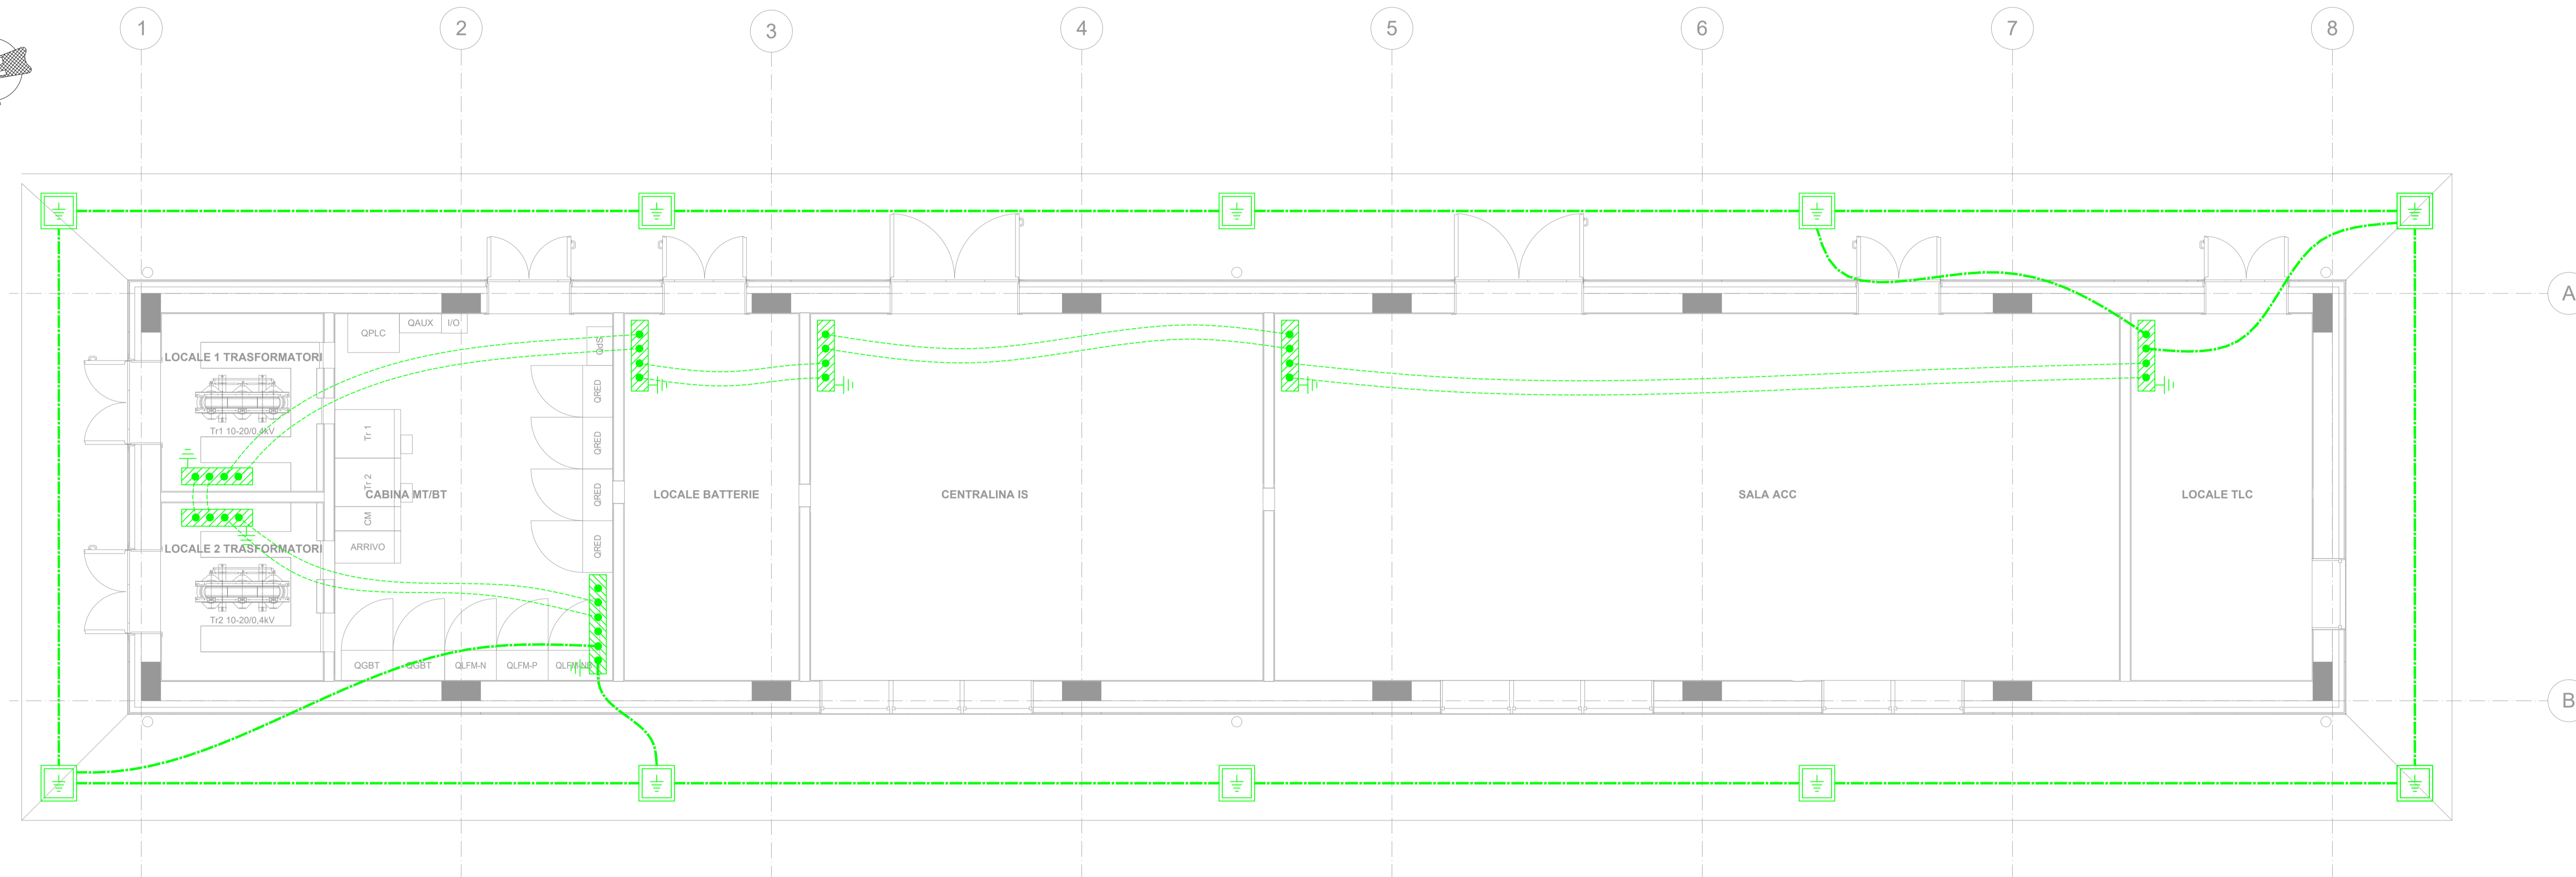 1
2
3
4
5
6
7
8
A
B
QPLC
QAUX
I/O
QdS
LOCALE 1 TRASFORMATORI
Tr1 10-20/0,4kV
QRED
QRED
QRED
QRED
Tr 1
Tr 2
CM
ARRIVO
CABINA MT/BT
LOCALE BATTERIE
CENTRALINA IS
SALA ACC
LOCALE TLC
LOCALE 2 TRASFORMATORI
Tr2 10-20/0,4kV
QGBT
QGBT
QLFM-N
QLFM-P